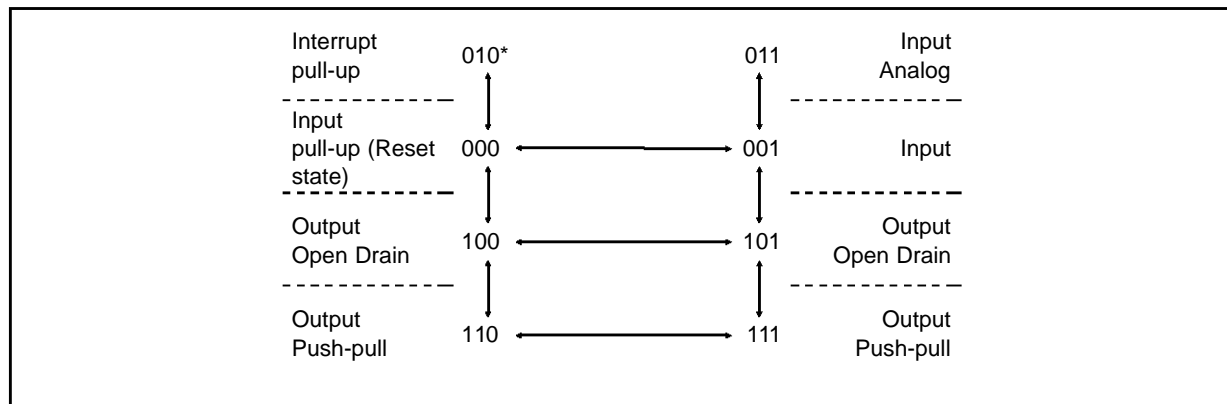 Interrupt
pull-up
010*
011
Input
Analog
Input
pull-up (Reset
state)
000
001
Input
Output
Open Drain
100
101
Output
Open Drain
Output
Push-pull
110
111
Output
Push-pull